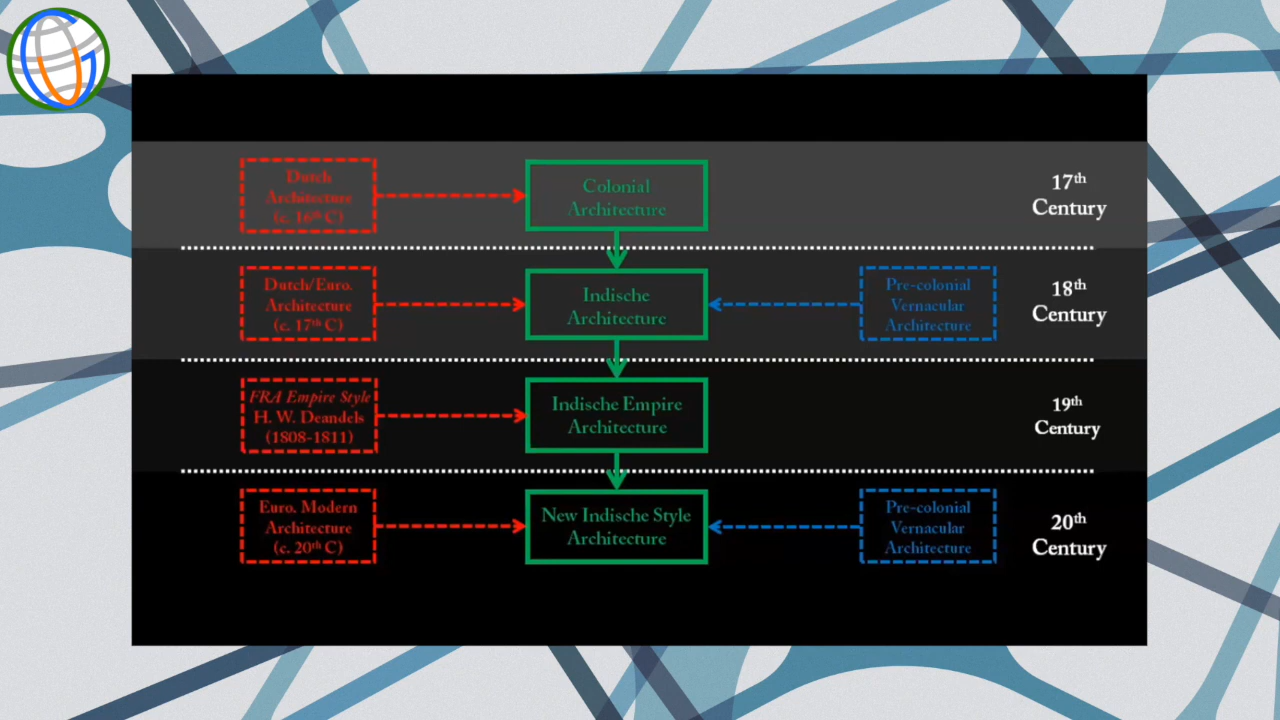 Dutch
Architecture
(c. 16th C)
Colonial
Architecture
17th
Century
Dutch/Euro.
Architecture
(c. 17th C)
Indische
Architecture
Pre-colonial
Vernacular
Architecture
18th
Century
FRA Empire Style
H. W. Deandels
(1808-1811)
Indische Empire
Architecture
19th
Century
Euro. Modern
Architecture
(c. 20th C)
New Indische Style
Architecture
Pre-colonial
Vernacular
Architecture
20th
Century